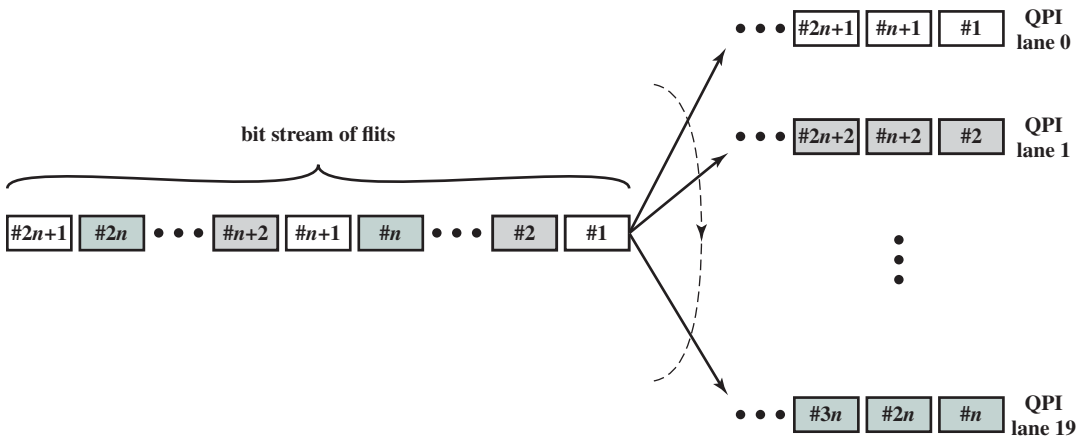 #2n+1 #n+1 #1 QPI lane 0
bit stream of flits
#2n+2 #n+2 #2 QPI lane 1
#2n+1 #2n #n+2 #n+1 #n #2 #1
#3n #2n #n QPI lane 19